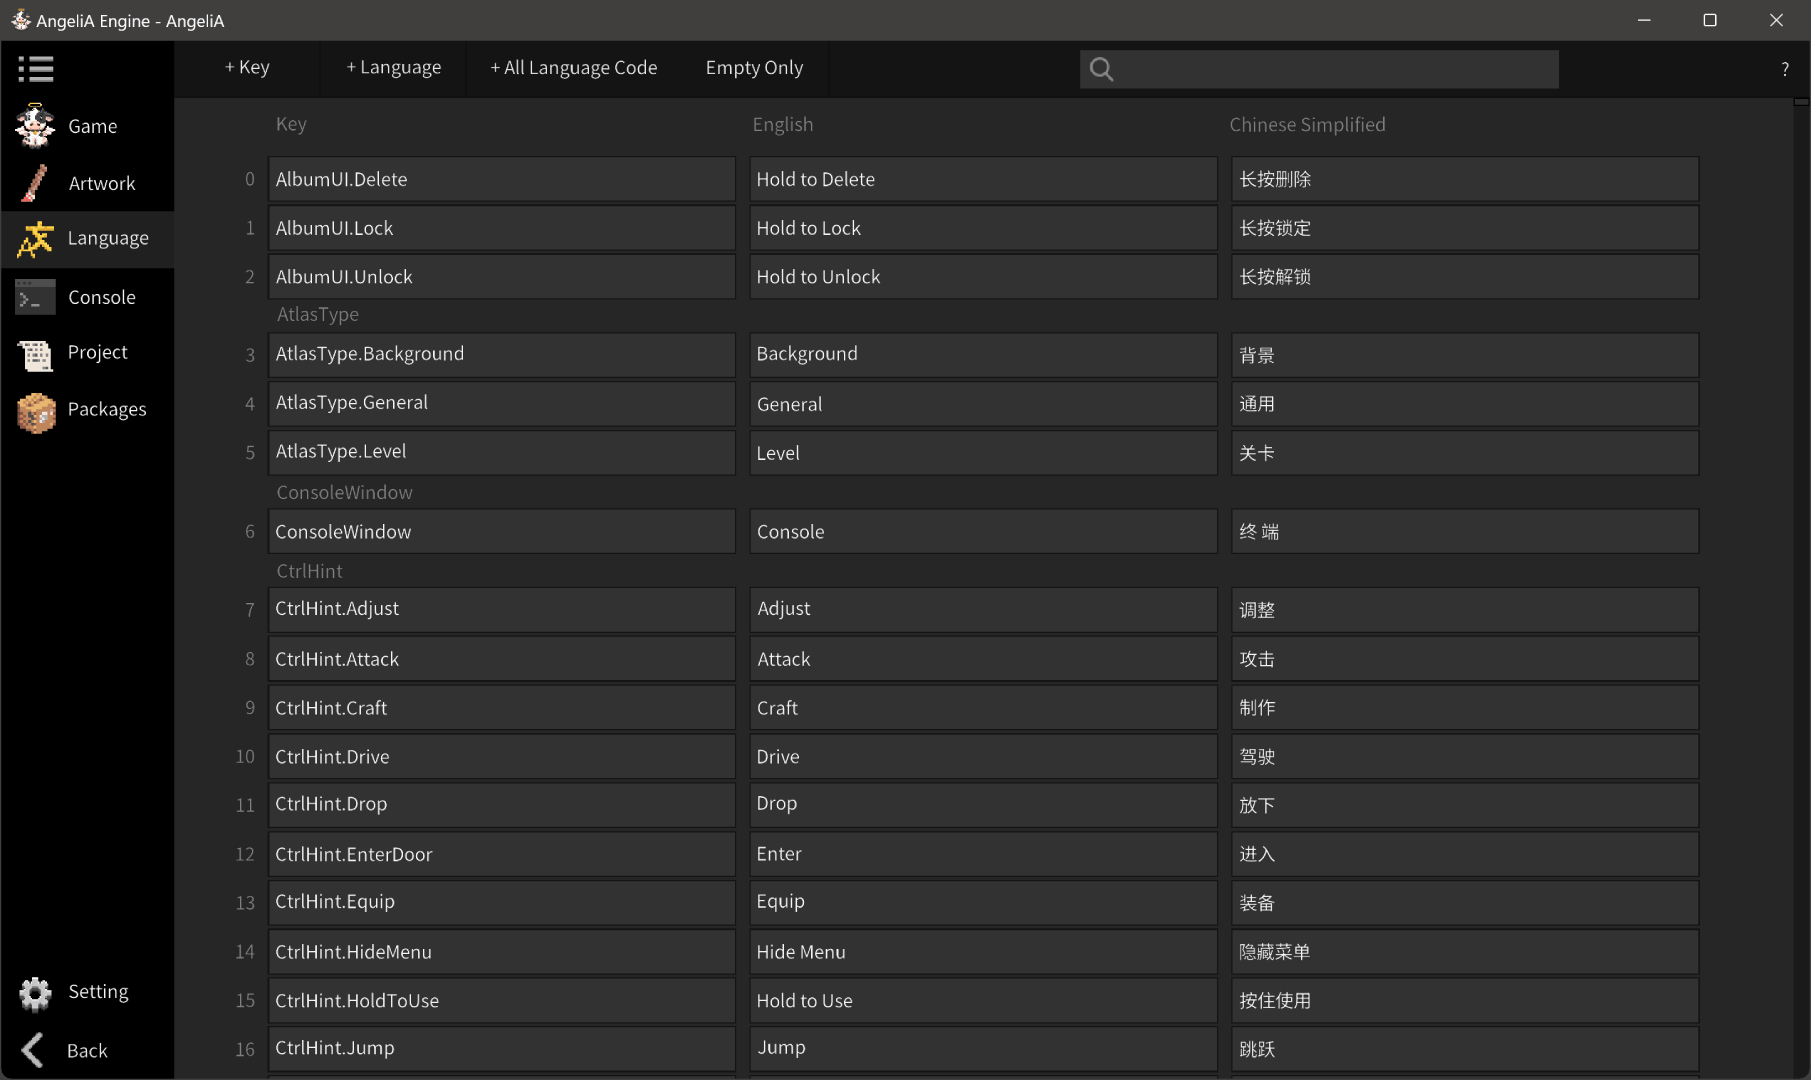 AngeliA Engine - AngeliA
+ Key + Language + All Language Code Empty Only ?
Game
Artwork
Language
Console
Project
Packages
Setting
Back
Key English Chinese Simplified
0 AlbumUI.Delete Hold to Delete 长按删除
1 AlbumUI.Lock Hold to Lock 长按锁定
2 AlbumUI.Unlock Hold to Unlock 长按解锁
AtlasType
3 AtlasType.Background Background 背景
4 AtlasType.General General 通用
5 AtlasType.Level Level 关卡
ConsoleWindow
6 ConsoleWindow Console 终 端
CtrlHint
7 CtrlHint.Adjust Adjust 调整
8 CtrlHint.Attack Attack 攻击
9 CtrlHint.Craft Craft 制作
10 CtrlHint.Drive Drive 驾驶
11 CtrlHint.Drop Drop 放下
12 CtrlHint.EnterDoor Enter 进入
13 CtrlHint.Equip Equip 装备
14 CtrlHint.HideMenu Hide Menu 隐藏菜单
15 CtrlHint.HoldToUse Hold to Use 按住使用
16 CtrlHint.Jump Jump 跳跃